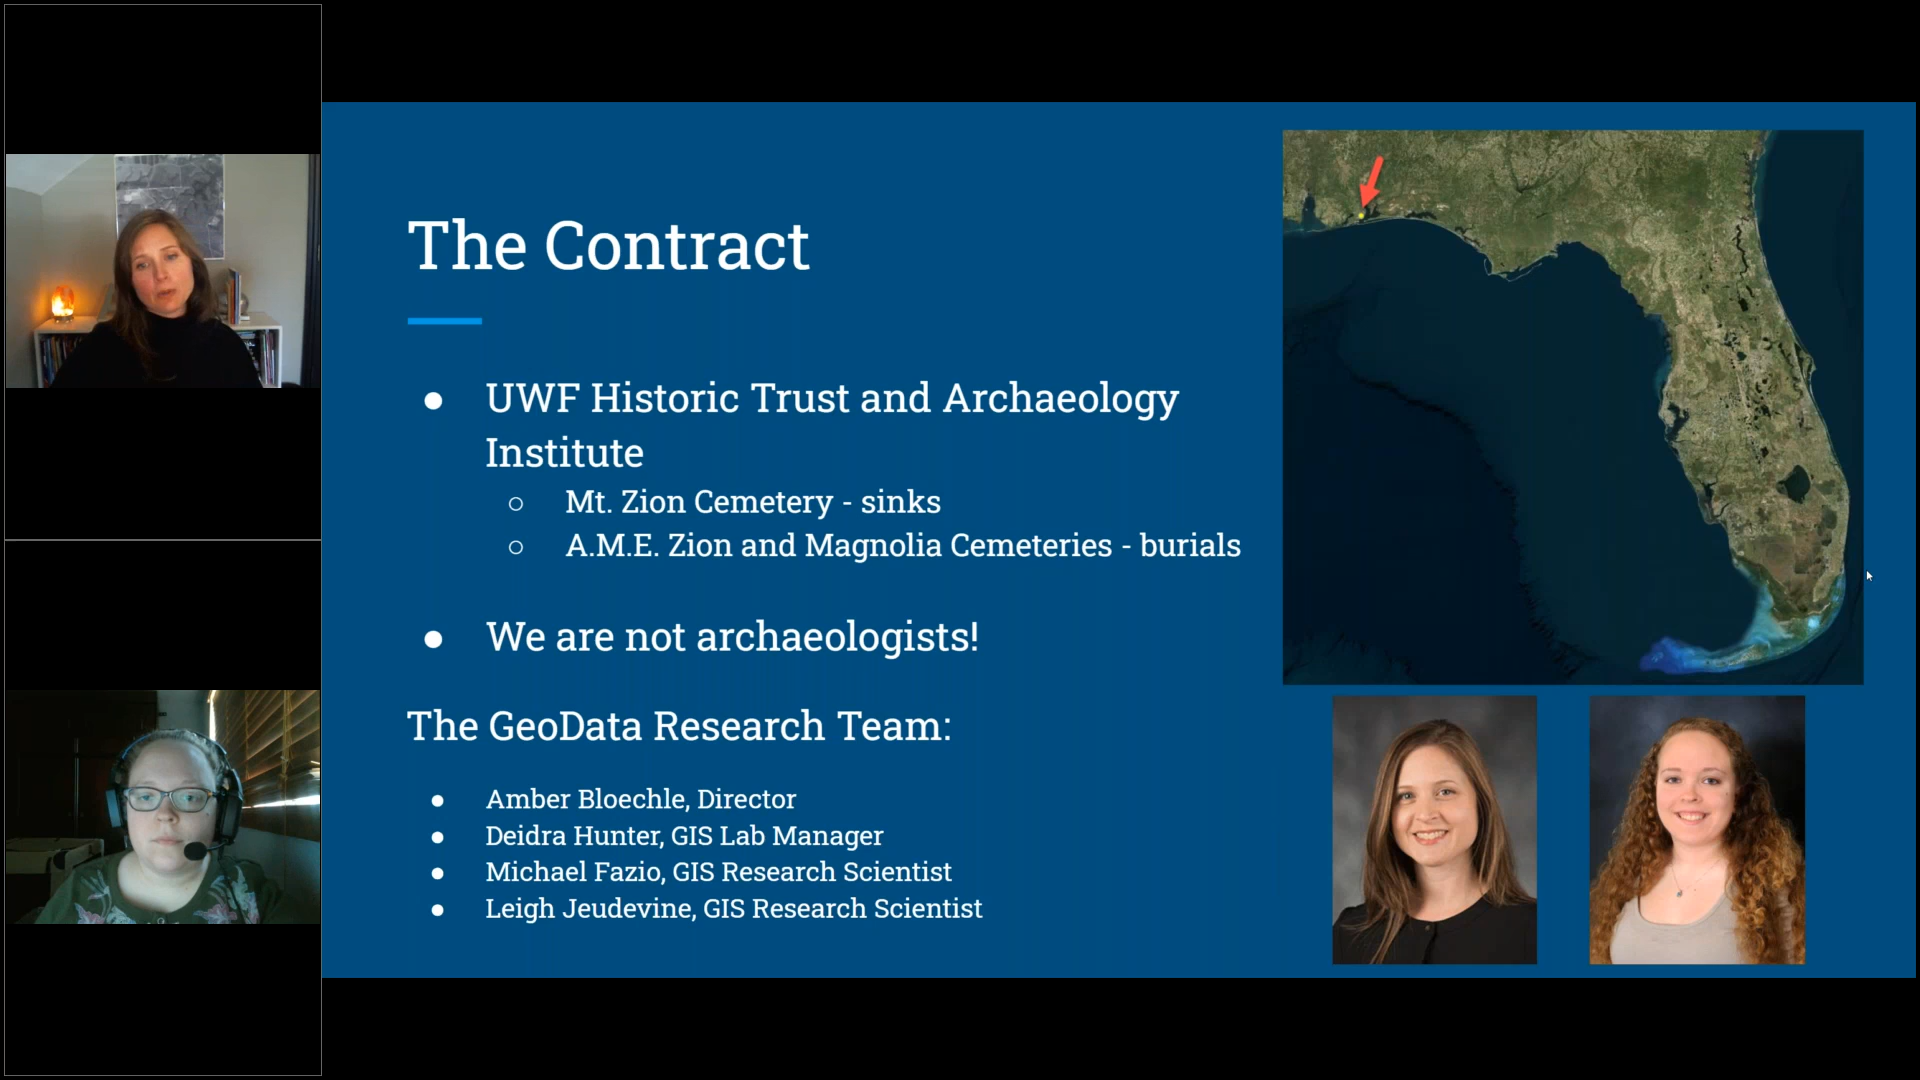 The Contract
● UWF Historic Trust and Archaeology
Institute
○ Mt. Zion Cemetery - sinks
○ A.M.E. Zion and Magnolia Cemeteries - burials
● We are not archaeologists!
The GeoData Research Team:
● Amber Bloechle, Director
● Deidra Hunter, GIS Lab Manager
● Michael Fazio, GIS Research Scientist
● Leigh Jeudevine, GIS Research Scientist